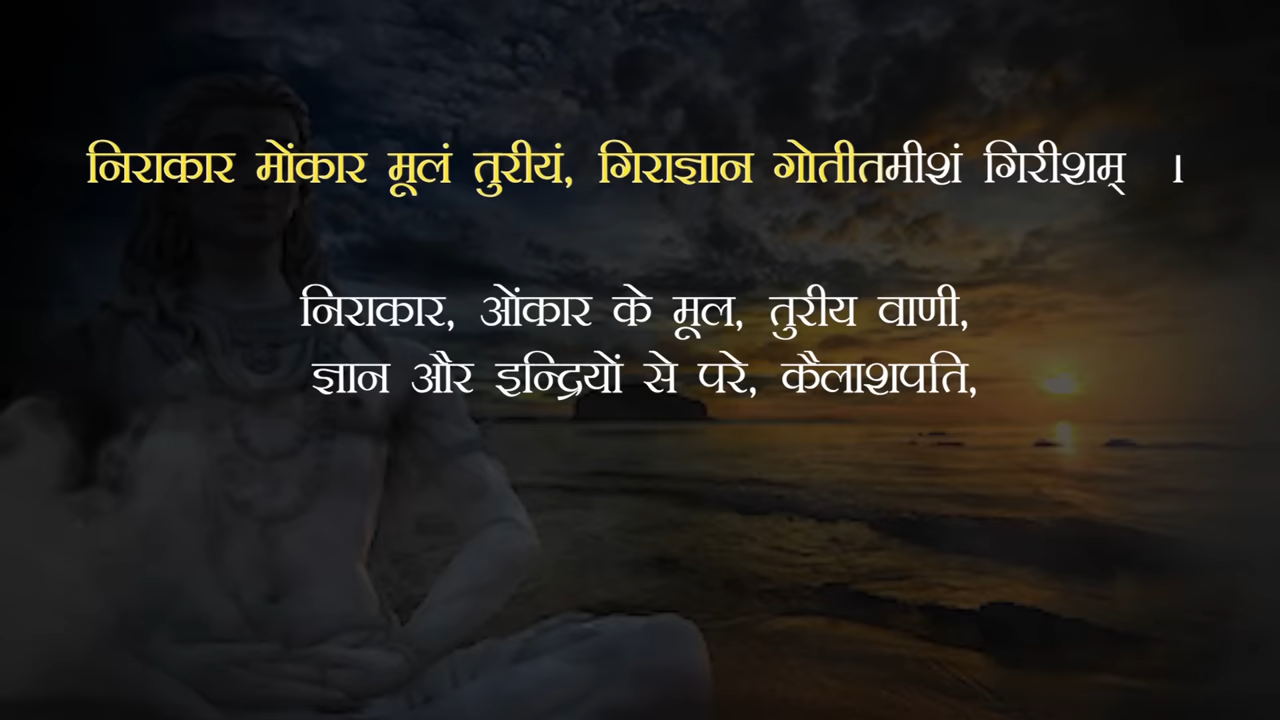 निराकार मोंकार मूलं तुरीयं, गिराज्ञान गोतीतमीशं गिरीशम् ।
निराकार, ओंकार के मूल, तुरीय वाणी,
ज्ञान और इन्द्रियों से परे, कैलाशपति,